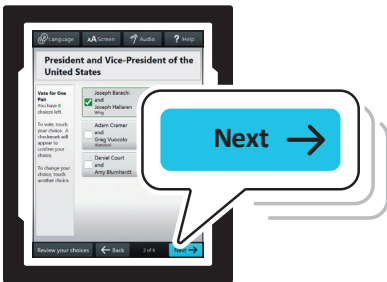 Language
AA Screen
Audio
? Help
President and Vice-President of the
United States
Vote for One
Pair
You have 0
choices left.
To vote, touch
your choice. A
checkmark will
appear to
confirm your
choice.
To change your
choice, touch
another choice.
Joseph Barachi
and
Joseph Hallaren
Whig
Adam Cramer
and
Greg Vuocolo
Daniel Court
and
Amy Blumhardt
Next
Review your choices
Back
2 of 6
Next